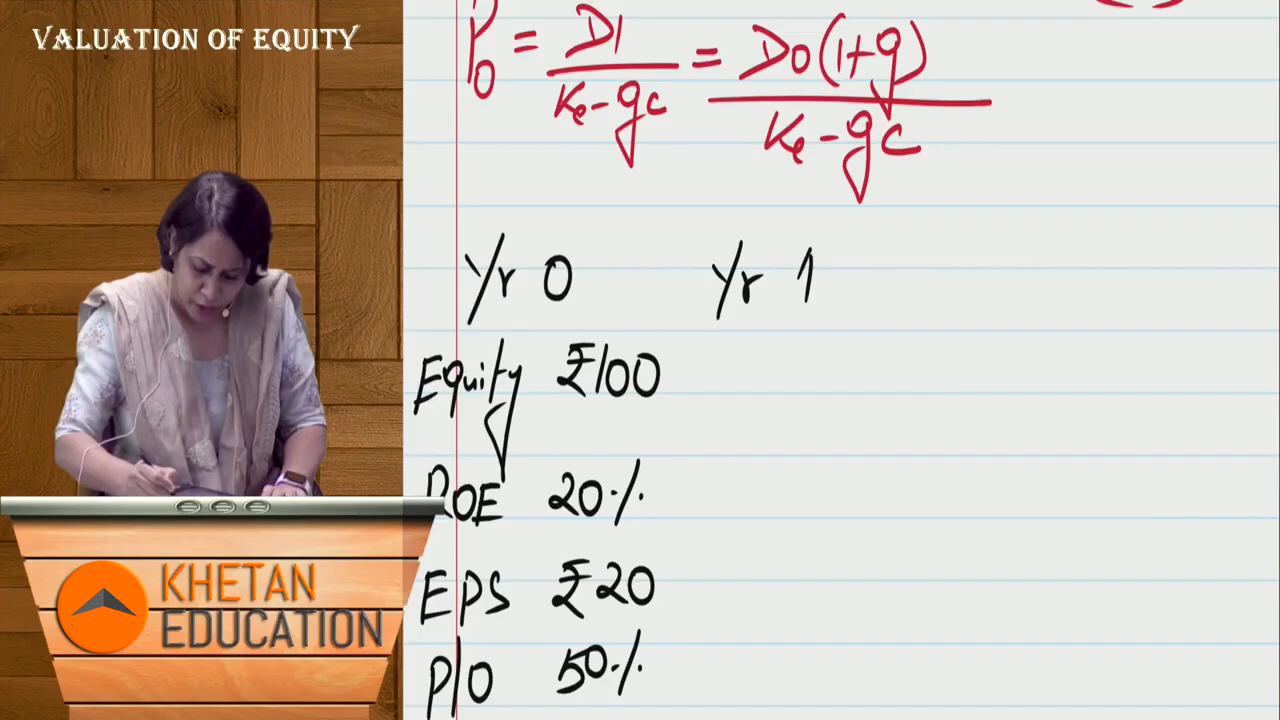 VALUATION OF EQUITY
P0 = D1 / Ke - gc = D0(1+g) / Ke - gc
Yr 0 Yr 1
Equity ₹100
ROE 20%
EPS ₹20
P/O 50%
KHETAN
EDUCATION